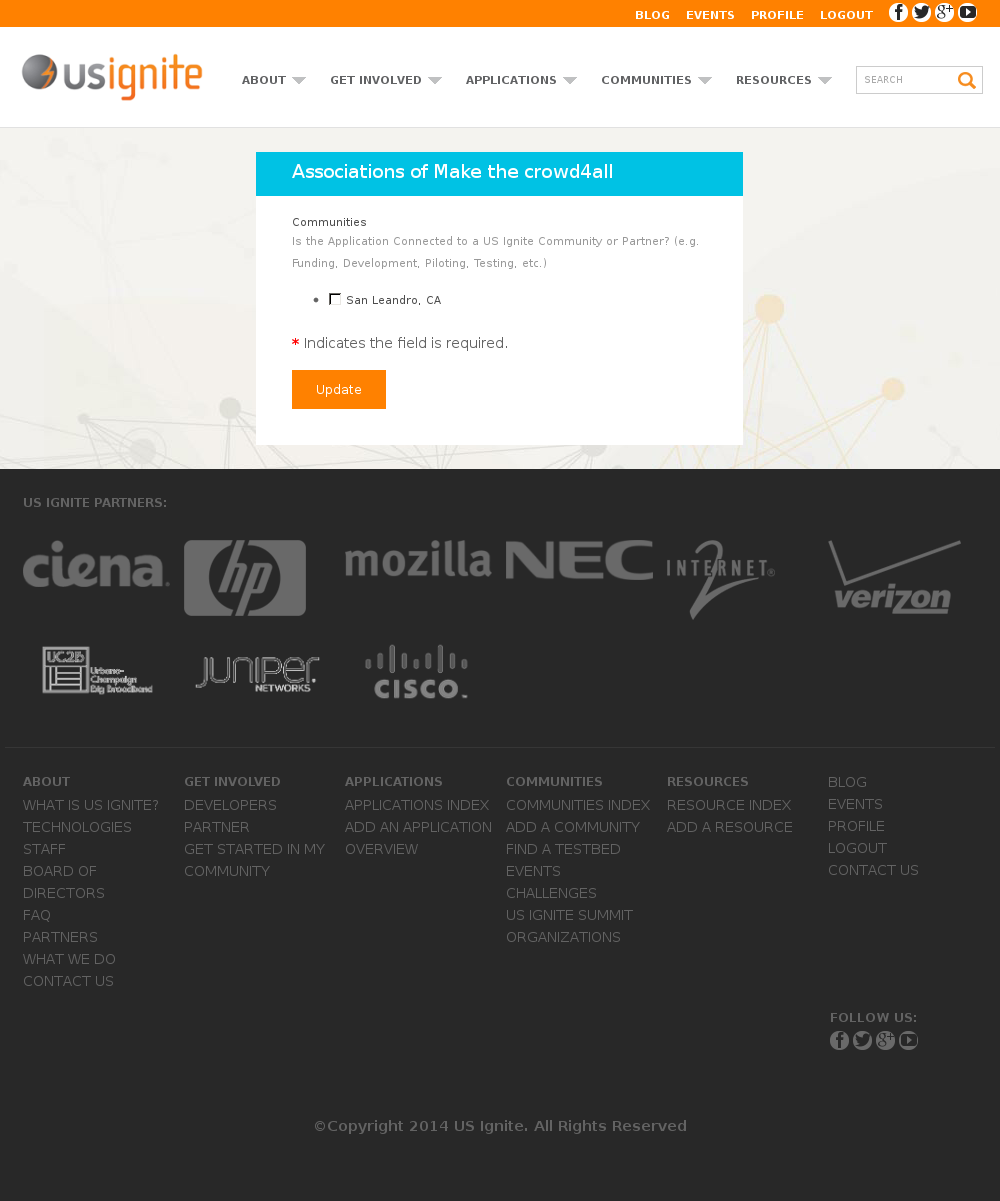 BLOG EVENTS PROFILE LOGOUT
usignite
ABOUT GET INVOLVED APPLICATIONS COMMUNITIES RESOURCES SEARCH
Associations of Make the crowd4all
Communities
Is the Application Connected to a US Ignite Community or Partner? (e.g.
Funding, Development, Piloting, Testing, etc.)
• San Leandro, CA
* Indicates the field is required.
Update
US IGNITE PARTNERS:
ciena hp mozilla NEC INTERNET 2 ® verizon
UC2B Urbana-Champaign Big Broadband JUNIPER NETWORKS CISCO
ABOUT
WHAT IS US IGNITE?
TECHNOLOGIES
STAFF
BOARD OF
DIRECTORS
FAQ
PARTNERS
WHAT WE DO
CONTACT US
GET INVOLVED
DEVELOPERS
PARTNER
GET STARTED IN MY
COMMUNITY
APPLICATIONS
APPLICATIONS INDEX
ADD AN APPLICATION
OVERVIEW
COMMUNITIES
COMMUNITIES INDEX
ADD A COMMUNITY
FIND A TESTBED
EVENTS
CHALLENGES
US IGNITE SUMMIT
ORGANIZATIONS
RESOURCES
RESOURCE INDEX
ADD A RESOURCE
BLOG
EVENTS
PROFILE
LOGOUT
CONTACT US
FOLLOW US:
©Copyright 2014 US Ignite. All Rights Reserved